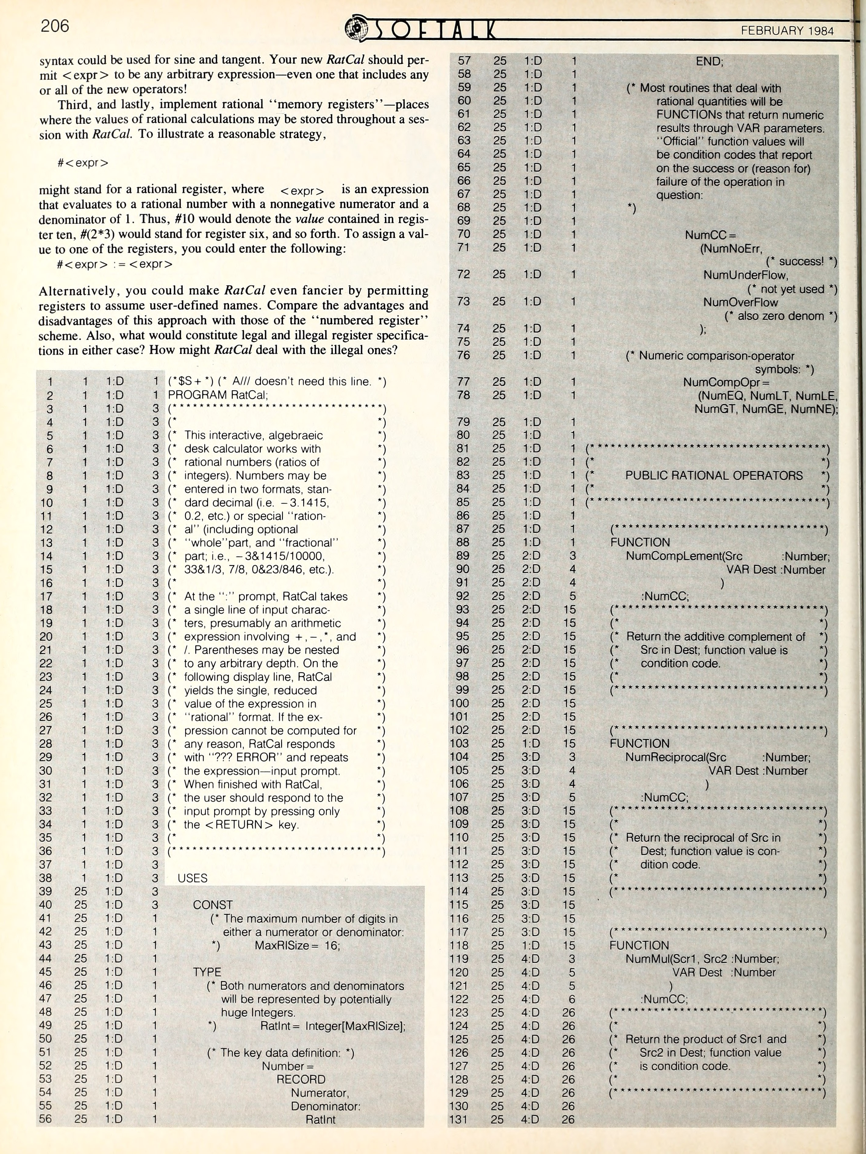 206
SOFTALK
FEBRUARY 1984
syntax could be used for sine and tangent. Your new RatCal should per-
mit <expr> to be any arbitrary expression—even one that includes any
or all of the new operators!
Third, and lastly, implement rational “memory registers”—places
where the values of rational calculations may be stored throughout a ses-
sion with RatCal. To illustrate a reasonable strategy,
#<expr>
might stand for a rational register, where <expr> is an expression
that evaluates to a rational number with a nonnegative numerator and a
denominator of 1. Thus, #10 would denote the value contained in regis-
ter ten, #(2*3) would stand for register six, and so forth. To assign a val-
ue to one of the registers, you could enter the following:
#<expr> := <expr>
Alternatively, you could make RatCal even fancier by permitting
registers to assume user-defined names. Compare the advantages and
disadvantages of this approach with those of the “numbered register”
scheme. Also, what would constitute legal and illegal register specifica-
tions in either case? How might RatCal deal with the illegal ones?
1 1 1:D 1 (*$S+*) (* A/// doesn't need this line. *)
2 1 1:D 1 PROGRAM RatCal;
3 1 1:D 3 (*******************************)
4 1 1:D 3 (* *)
5 1 1:D 3 (* This interactive, algebraic *)
6 1 1:D 3 (* desk calculator works with *)
7 1 1:D 3 (* rational numbers (ratios of *)
8 1 1:D 3 (* integers). Numbers may be *)
9 1 1:D 3 (* entered in two formats, stan- *)
10 1 1:D 3 (* dard decimal (i.e. −3.1415, *)
11 1 1:D 3 (* 0.2, etc.) or special “ration- *)
12 1 1:D 3 (* al” (including optional *)
13 1 1:D 3 (* “whole”part, and “fractional” *)
14 1 1:D 3 (* part; i.e., −3&1415/10000, *)
15 1 1:D 3 (* 33&1/3, 7/8, 0&23/846, etc.). *)
16 1 1:D 3 (* *)
17 1 1:D 3 (* At the “:” prompt, RatCal takes *)
18 1 1:D 3 (* a single line of input charac- *)
19 1 1:D 3 (* ters, presumably an arithmetic *)
20 1 1:D 3 (* expression involving +,−,*, and *)
21 1 1:D 3 (* /. Parentheses may be nested *)
22 1 1:D 3 (* to any arbitrary depth. On the *)
23 1 1:D 3 (* following display line, RatCal *)
24 1 1:D 3 (* yields the single, reduced *)
25 1 1:D 3 (* value of the expression in *)
26 1 1:D 3 (* “rational” format. If the ex- *)
27 1 1:D 3 (* pression cannot be computed for *)
28 1 1:D 3 (* any reason, RatCal responds *)
29 1 1:D 3 (* with “??? ERROR” and repeats *)
30 1 1:D 3 (* the expression—input prompt. *)
31 1 1:D 3 (* When finished with RatCal, *)
32 1 1:D 3 (* the user should respond to the *)
33 1 1:D 3 (* input prompt by pressing only *)
34 1 1:D 3 (* the <RETURN> key. *)
35 1 1:D 3 (* *)
36 1 1:D 3 (*******************************)
37 1 1:D 3
38 1 1:D 3 USES
39 25 1:D 3
40 25 1:D 3 CONST
41 25 1:D 1 (* The maximum number of digits in
42 25 1:D 1 either a numerator or denominator:
43 25 1:D 1 *) MaxRISize = 16;
44 25 1:D 1
45 25 1:D 1 TYPE
46 25 1:D 1 (* Both numerators and denominators
47 25 1:D 1 will be represented by potentially
48 25 1:D 1 huge Integers.
49 25 1:D 1 *) RatInt = Integer[MaxRISize];
50 25 1:D 1
51 25 1:D 1 (* The key data definition: *)
52 25 1:D 1 Number =
53 25 1:D 1 RECORD
54 25 1:D 1 Numerator,
55 25 1:D 1 Denominator:
56 25 1:D 1 RatInt
57 25 1:D 1 END;
58 25 1:D 1
59 25 1:D 1 (* Most routines that deal with
60 25 1:D 1 rational quantities will be
61 25 1:D 1 FUNCTIONs that return numeric
62 25 1:D 1 results through VAR parameters.
63 25 1:D 1 “Official” function values will
64 25 1:D 1 be condition codes that report
65 25 1:D 1 on the success or (reason for)
66 25 1:D 1 failure of the operation in
67 25 1:D 1 question:
68 25 1:D 1 *)
69 25 1:D 1
70 25 1:D 1 NumCC =
71 25 1:D 1 (NumNoErr,
(* success! *)
72 25 1:D 1 NumUnderFlow,
(* not yet used *)
73 25 1:D 1 NumOverFlow
(* also zero denom *)
74 25 1:D 1 );
75 25 1:D 1
76 25 1:D 1 (* Numeric comparison-operator
symbols: *)
77 25 1:D 1 NumCompOpr =
78 25 1:D 1 (NumEQ, NumLT, NumLE,
NumGT, NumGE, NumNE);
79 25 1:D 1
80 25 1:D 1
81 25 1:D 1 (***********************************)
82 25 1:D 1 (* *)
83 25 1:D 1 (* PUBLIC RATIONAL OPERATORS *)
84 25 1:D 1 (* *)
85 25 1:D 1 (***********************************)
86 25 1:D 1
87 25 1:D 1 (*******************************)
88 25 1:D 1 FUNCTION
89 25 2:D 3 NumCompLement(Src :Number;
90 25 2:D 4 VAR Dest :Number
91 25 2:D 4 )
92 25 2:D 5 :NumCC;
93 25 2:D 15 (*******************************)
94 25 2:D 15 (* *)
95 25 2:D 15 (* Return the additive complement of *)
96 25 2:D 15 (* Src in Dest; function value is *)
97 25 2:D 15 (* condition code. *)
98 25 2:D 15 (* *)
99 25 2:D 15 (*******************************)
100 25 2:D 15
101 25 2:D 15
102 25 2:D 15 (*******************************)
103 25 1:D 15 FUNCTION
104 25 3:D 3 NumReciprocal(Src :Number;
105 25 3:D 4 VAR Dest :Number
106 25 3:D 4 )
107 25 3:D 5 :NumCC;
108 25 3:D 15 (*******************************)
109 25 3:D 15 (* *)
110 25 3:D 15 (* Return the reciprocal of Src in *)
111 25 3:D 15 (* Dest; function value is con- *)
112 25 3:D 15 (* dition code. *)
113 25 3:D 15 (* *)
114 25 3:D 15 (*******************************)
115 25 3:D 15
116 25 3:D 15
117 25 3:D 15 (*******************************)
118 25 1:D 15 FUNCTION
119 25 4:D 3 NumMul(Scr1, Src2 :Number;
120 25 4:D 5 VAR Dest :Number
121 25 4:D 5 )
122 25 4:D 6 :NumCC;
123 25 4:D 26 (*******************************)
124 25 4:D 26 (* *)
125 25 4:D 26 (* Return the product of Src1 and *)
126 25 4:D 26 (* Src2 in Dest; function value *)
127 25 4:D 26 (* is condition code. *)
128 25 4:D 26 (* *)
129 25 4:D 26 (*******************************)
130 25 4:D 26
131 25 4:D 26